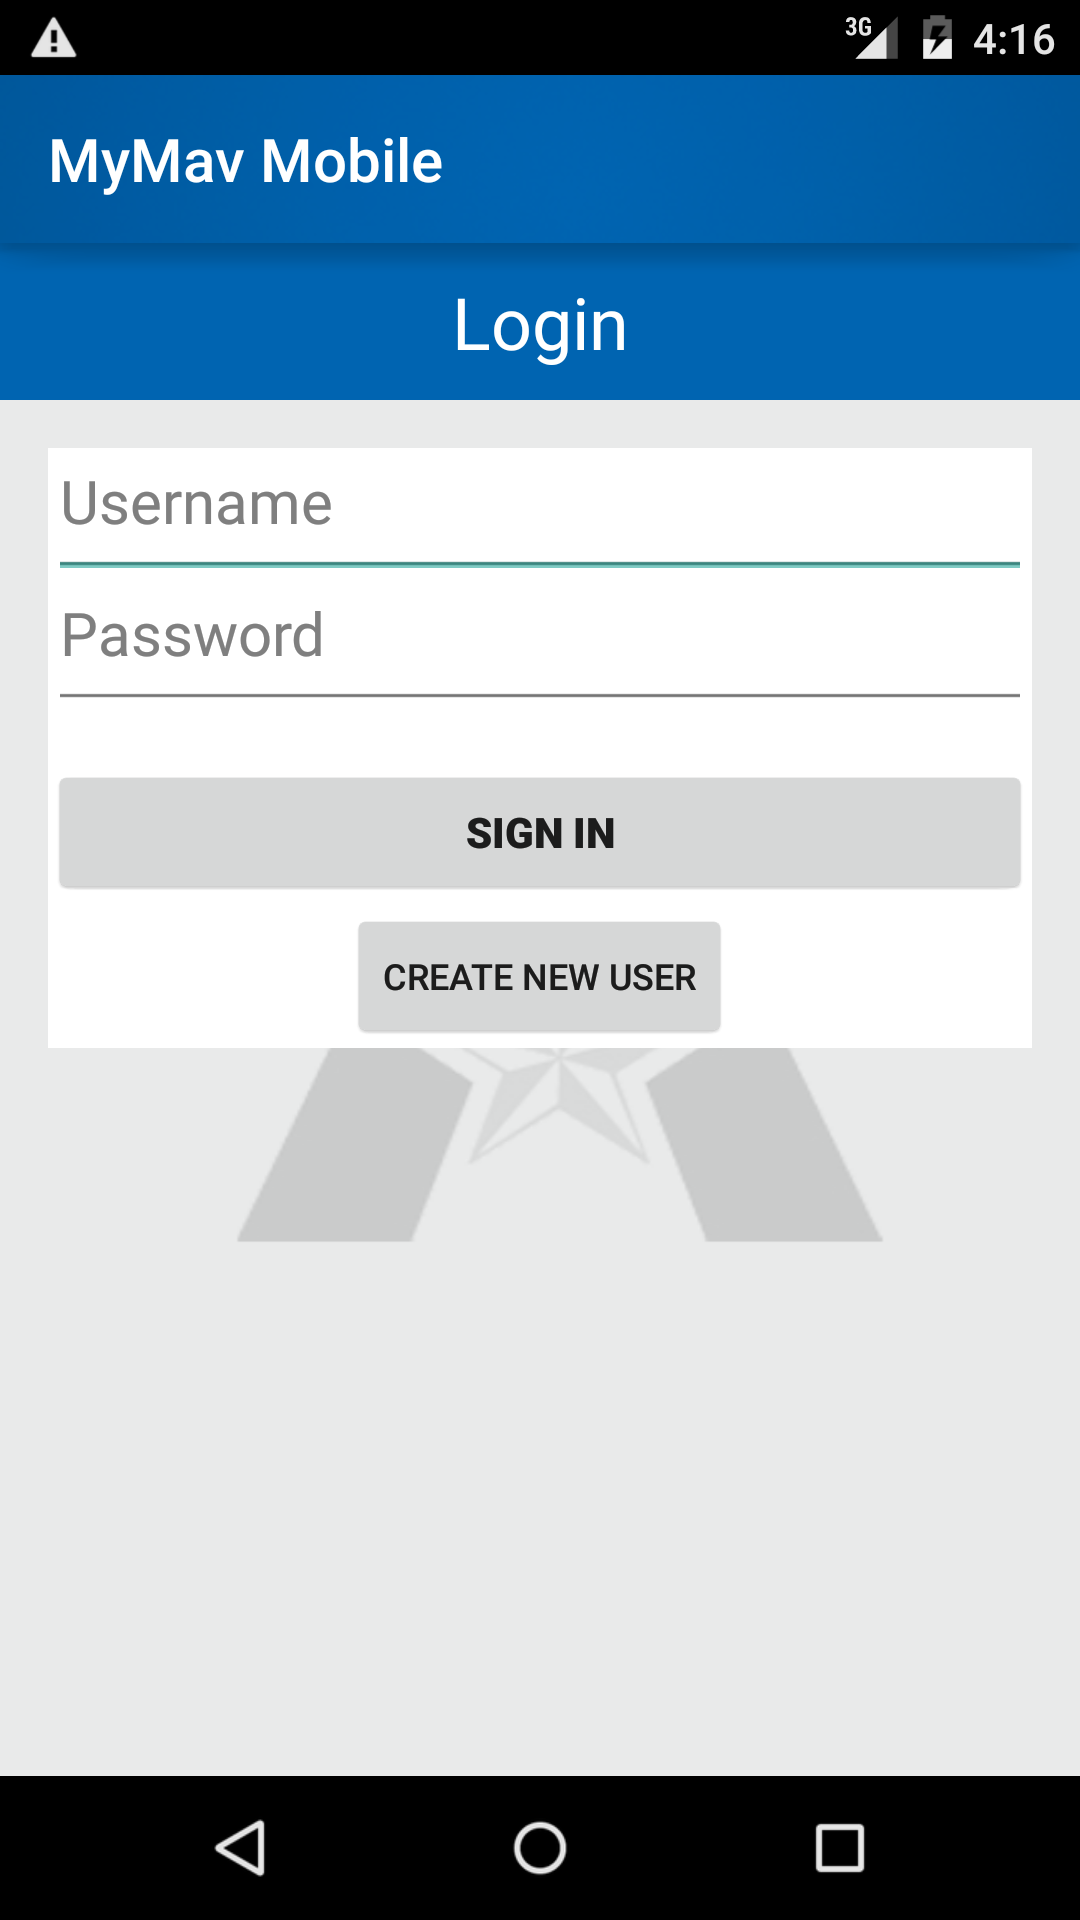 3G 4:16
MyMav Mobile
Login
Username
Password
SIGN IN
CREATE NEW USER